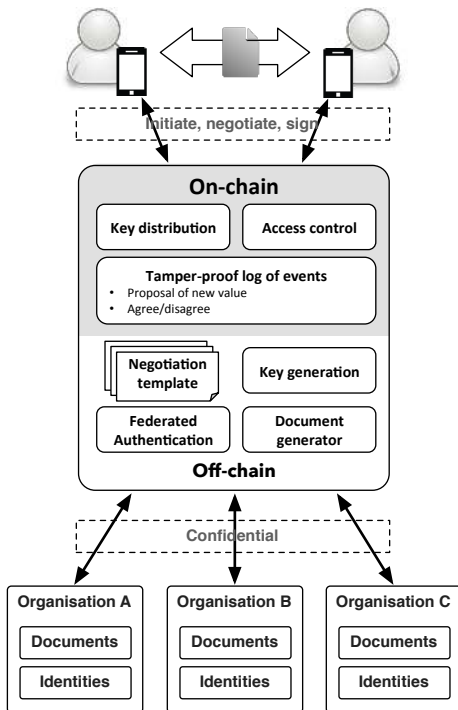 Initiate, negotiate, sign
On-chain
Key distribution
Access control
Tamper-proof log of events
• Proposal of new value
• Agree/disagree
Negotiation
template
Key generation
Federated
Authentication
Document
generator
Off-chain
Confidential
Organisation A
Organisation B
Organisation C
Documents
Documents
Documents
Identities
Identities
Identities